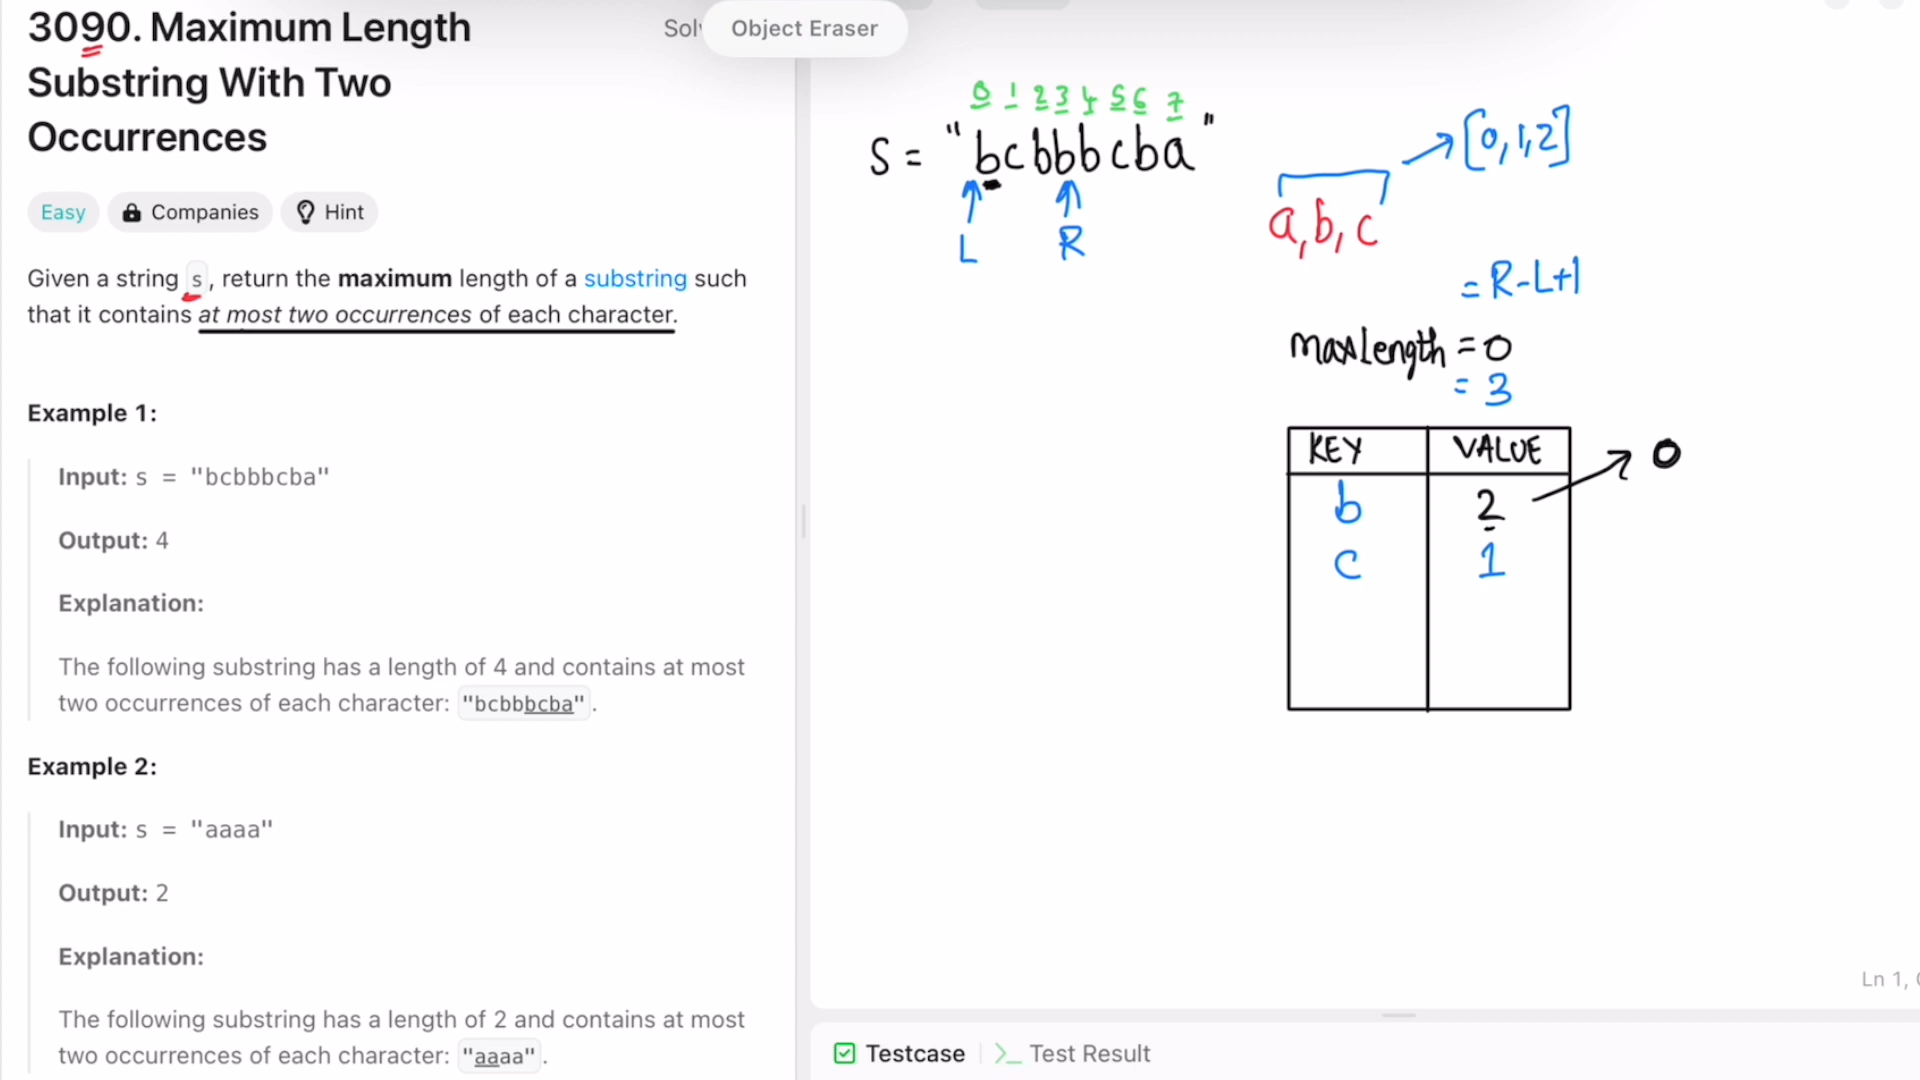 3090. Maximum Length
Substring With Two
Occurrences
Easy
Companies
Hint
Given a string s, return the maximum length of a substring such
that it contains at most two occurrences of each character.
Example 1:
Input: s = "bcbbbcba"
Output: 4
Explanation:
The following substring has a length of 4 and contains at most
two occurrences of each character: "bcbbbcba".
Example 2:
Input: s = "aaaa"
Output: 2
Explanation:
The following substring has a length of 2 and contains at most
two occurrences of each character: "aaaa".
Object Eraser
0 1 2 3 4 5 6 7
S = "bcbbbcba"
L R
[0,1,2]
a, b, c
= R-L+1
maxlength = 0
= 3
KEY VALUE
b 2 0
c 1
Ln 1,
Testcase
Test Result